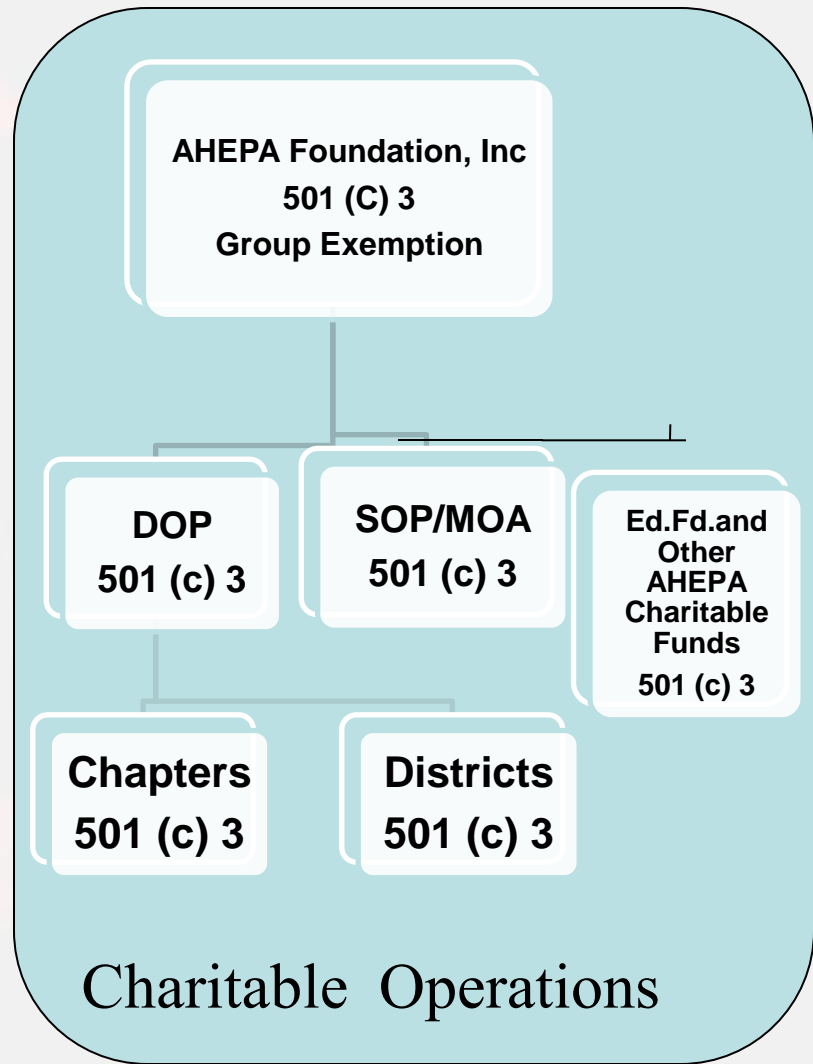 AHEPA Foundation, Inc
501 (C) 3
Group Exemption
DOP
501 (c) 3
SOP/MOA
501 (c) 3
Ed.Fd.and
Other
AHEPA
Charitable
Funds
501 (c) 3
Chapters
501 (c) 3
Districts
501 (c) 3
Charitable Operations